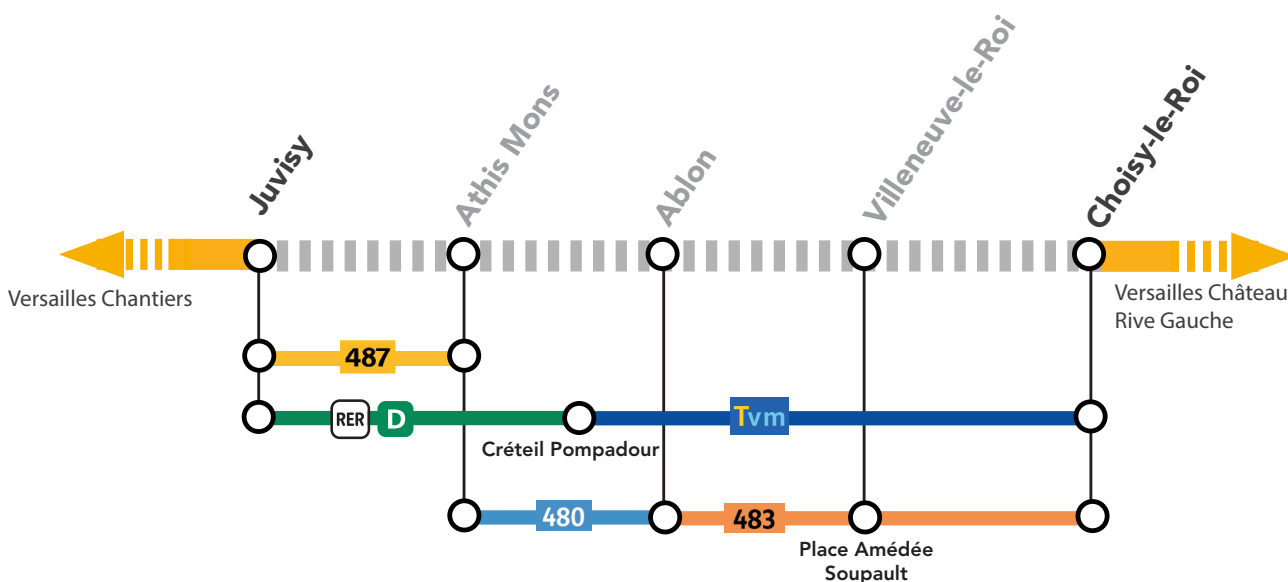 Juvisy
Athis Mons
Ablon
Villeneuve-le-Roi
Choisy-le-Roi
Versailles Chantiers
Versailles Château
Rive Gauche
487
RER D
Tvm
Créteil Pompadour
480
483
Place Amédée
Soupault